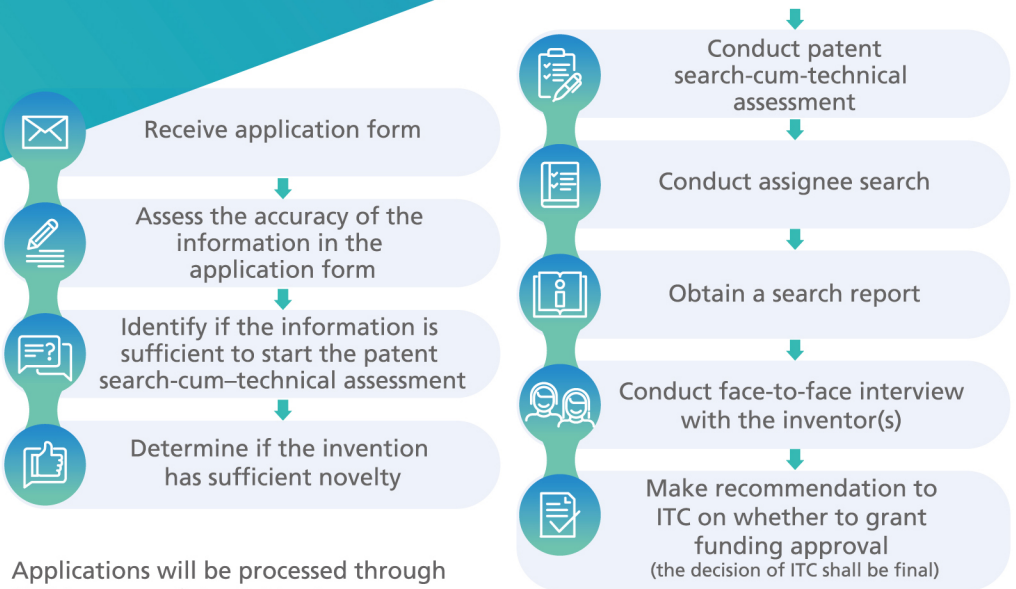 Receive application form
Assess the accuracy of the
information in the
application form
Identify if the information is
sufficient to start the patent
search-cum–technical assessment
Determine if the invention
has sufficient novelty
Applications will be processed through
Conduct patent
search-cum-technical
assessment
Conduct assignee search
Obtain a search report
Conduct face-to-face interview
with the inventor(s)
Make recommendation to
ITC on whether to grant
funding approval
(the decision of ITC shall be final)